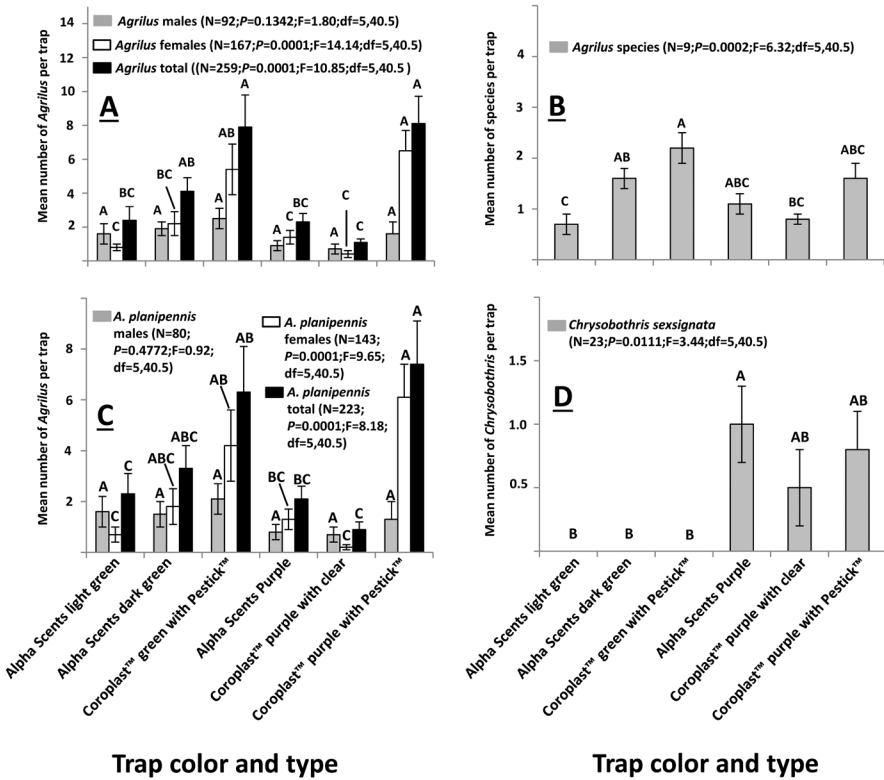 Agrilus males (N=92;P=0.1342;F=1.80;df=5,40.5)
Agrilus females (N=167;P=0.0001;F=14.14;df=5,40.5)
Agrilus total ((N=259;P=0.0001;F=10.85;df=5,40.5 )
A
Mean number of Agrilus per trap
14
12
10
8
6
4
2
A C BC
A BC AB
A AB A
A C B
A C C
A A A
Agrilus species (N=9;P=0.0002;F=6.32;df=5,40.5)
B
Mean number of species per trap
5
4
3
2
1
C AB A ABC BC ABC
A. planipennis
males (N=80;
P=0.4772;F=0.92;
df=5,40.5)
A. planipennis
females (N=143;
P=0.0001;F=9.65;
df=5,40.5)
A. planipennis
total (N=223;
P=0.0001;F=8.18;
df=5,40.5)
C
Mean number of Agrilus per trap
8
6
4
2
A C C
A ABC ABC
A AB AB
A BC BC
A C C
A A A
Alpha Scents light green
Alpha Scents dark green
Coroplast™ green with Pestick™
Alpha Scents Purple
Coroplast™ purple with clear
Coroplast™ purple with Pestick™
Trap color and type
Chrysobothris sexsignata
(N=23;P=0.0111;F=3.44;df=5,40.5)
D
Mean number of Chrysobothris per trap
1.5
1.0
0.5
B B B A AB AB
Alpha Scents light green
Alpha Scents dark green
Coroplast™ green with Pestick™
Alpha Scents Purple
Coroplast™ purple with clear
Coroplast™ purple with Pestick™
Trap color and type